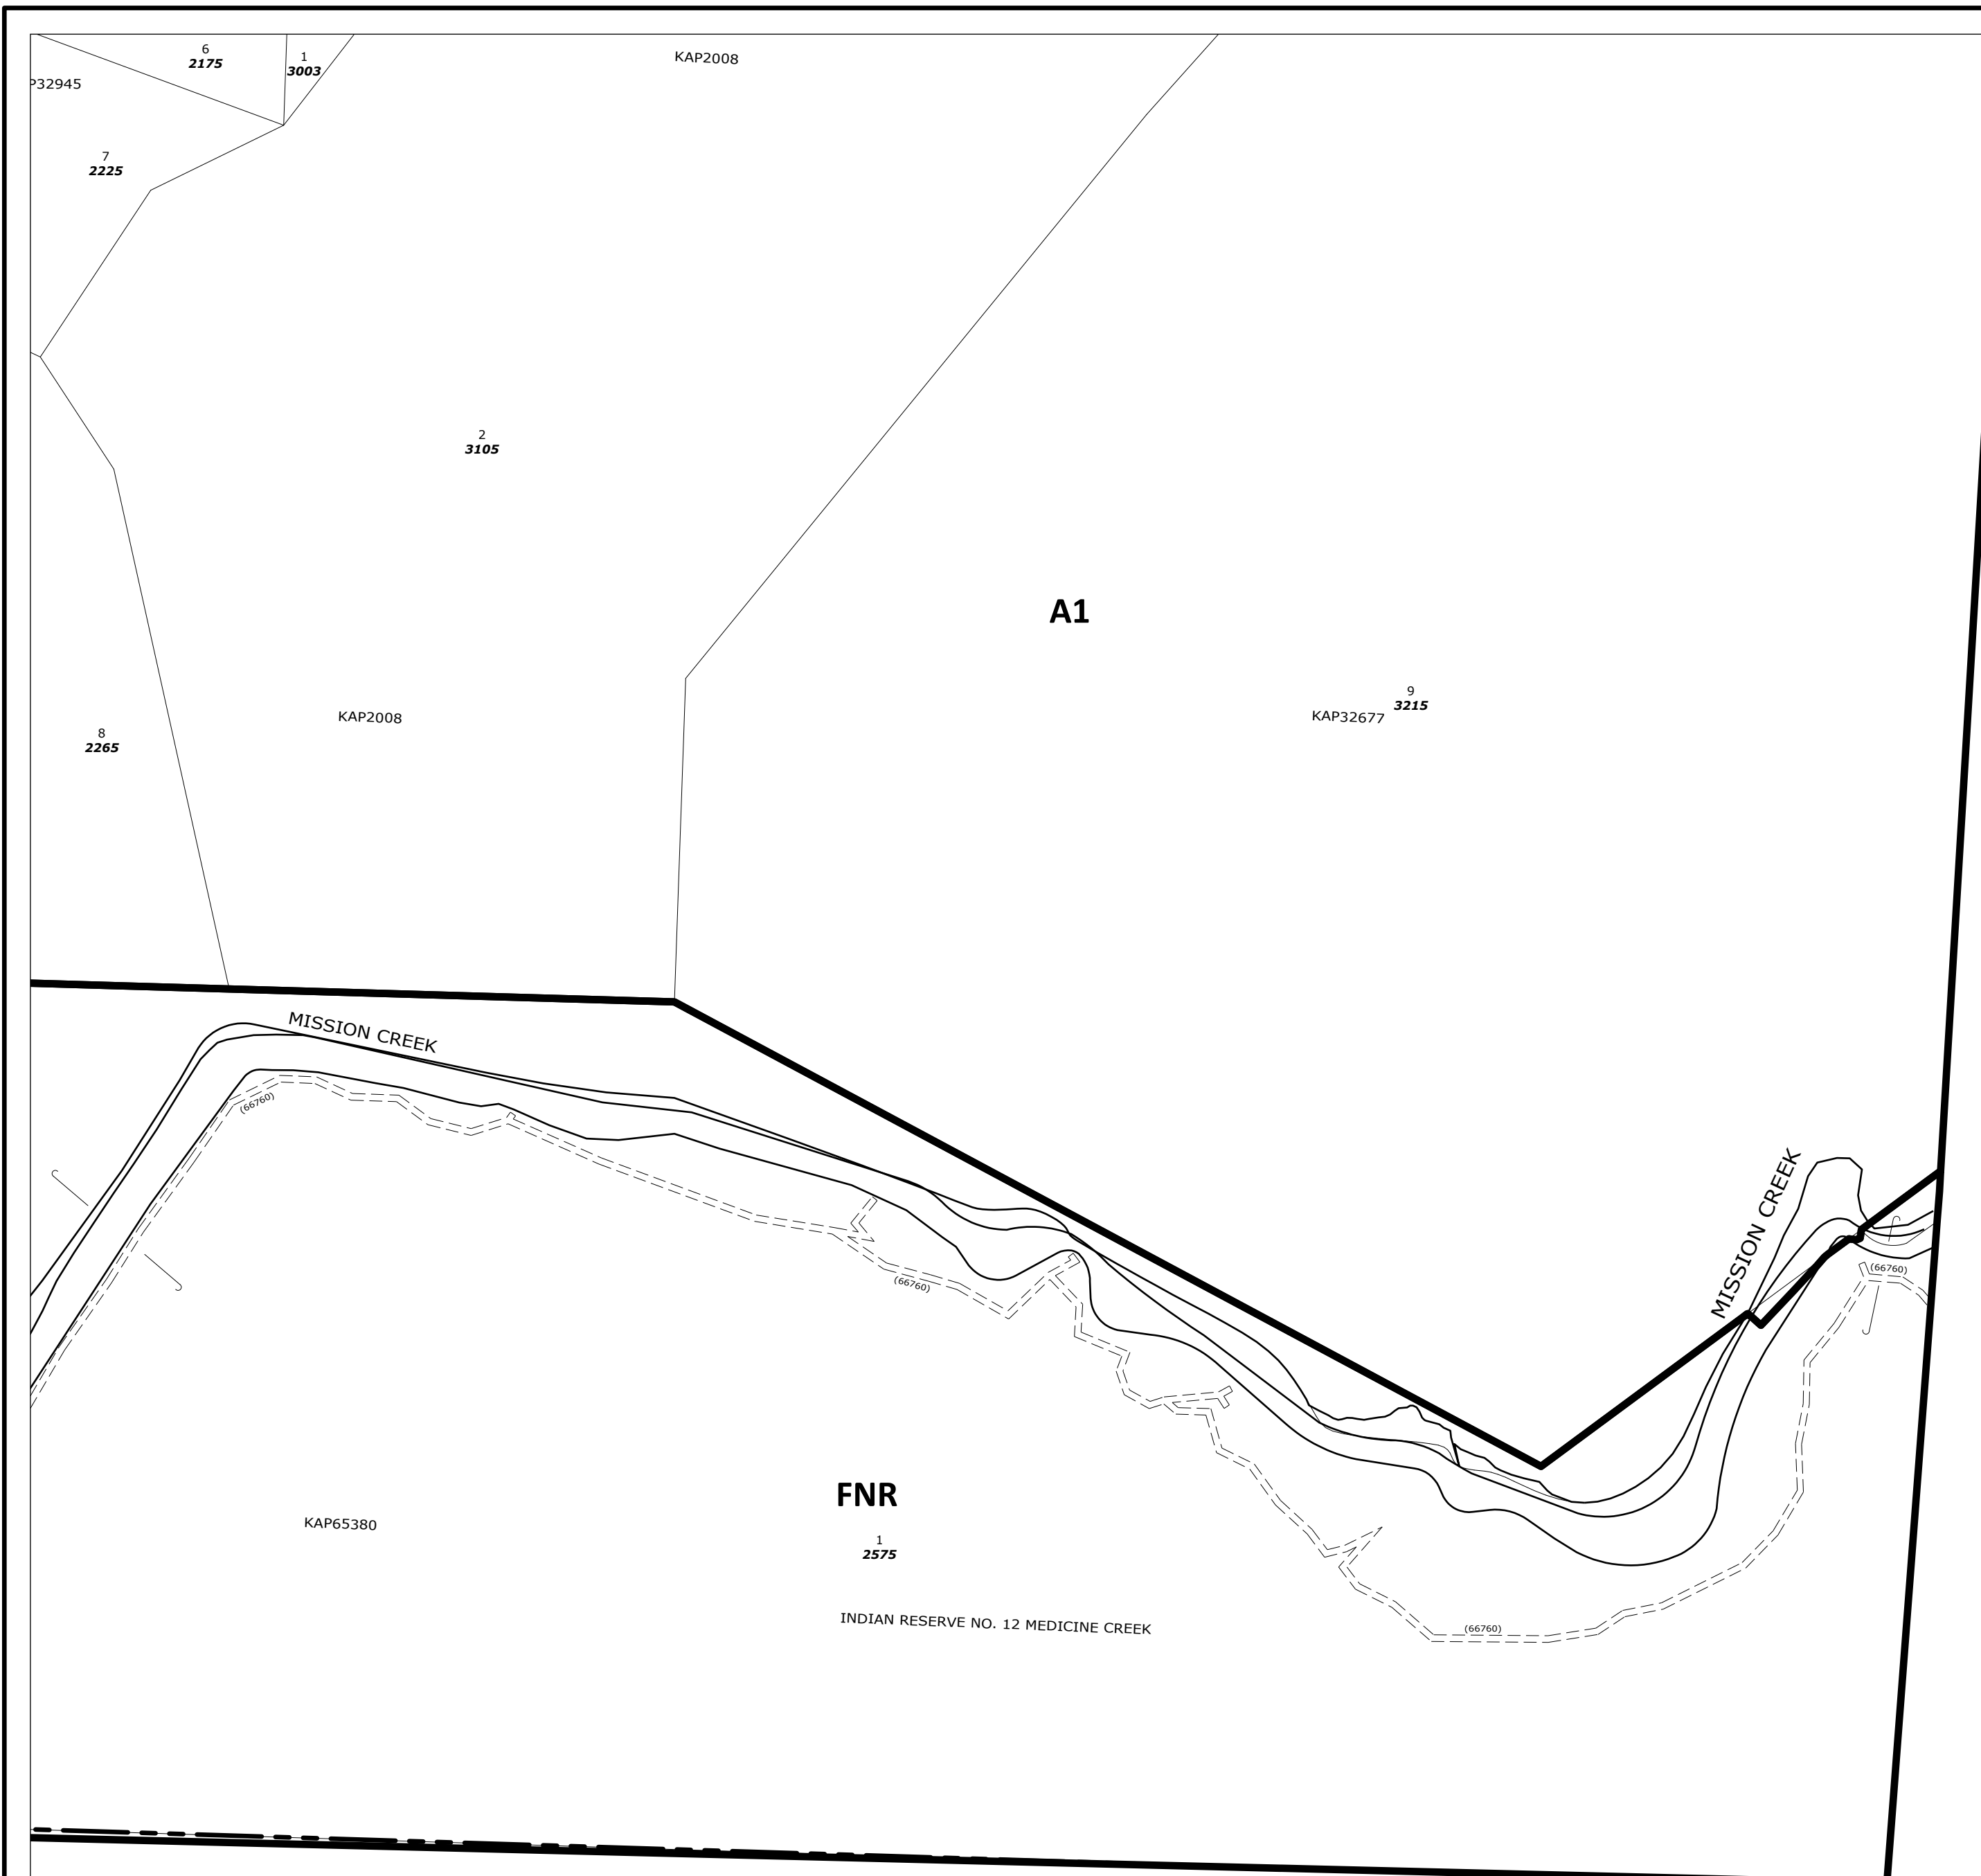 6
2175
1
3003
KAP2008
P32945
7
2225
2
3105
A1
9
3215
KAP32677
KAP2008
8
2265
MISSION CREEK
(66760)
MISSION CREEK
(66760)
(66760)
FNR
KAP65380
1
2575
INDIAN RESERVE NO. 12 MEDICINE CREEK
(66760)